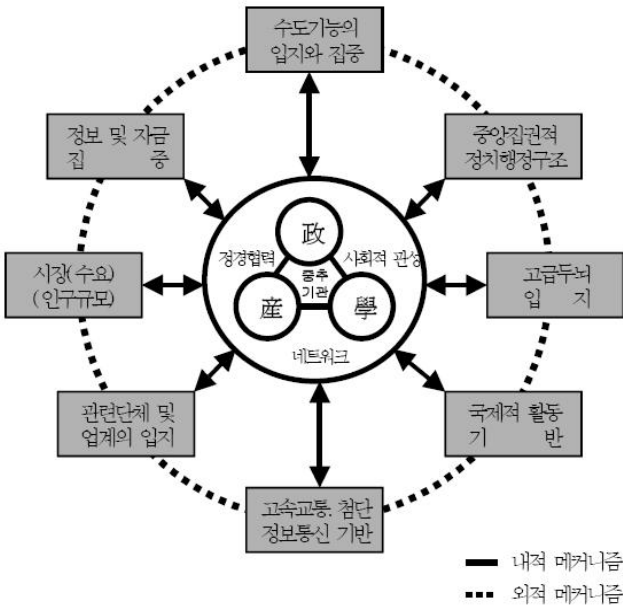 수도기능의
입지와 집중
정보 및 자금
집 중
중앙집권적
정치행정구조
政
정경협력
사회적 관성
중추
기관
産
學
네트워크
시장(수요)
(인구규모)
고급두뇌
입 지
관련단체 및
업계의 입지
국제적 활동
기 반
고속교통.첨단
정보통신 기반
내적 메커니즘
외적 메커니즘